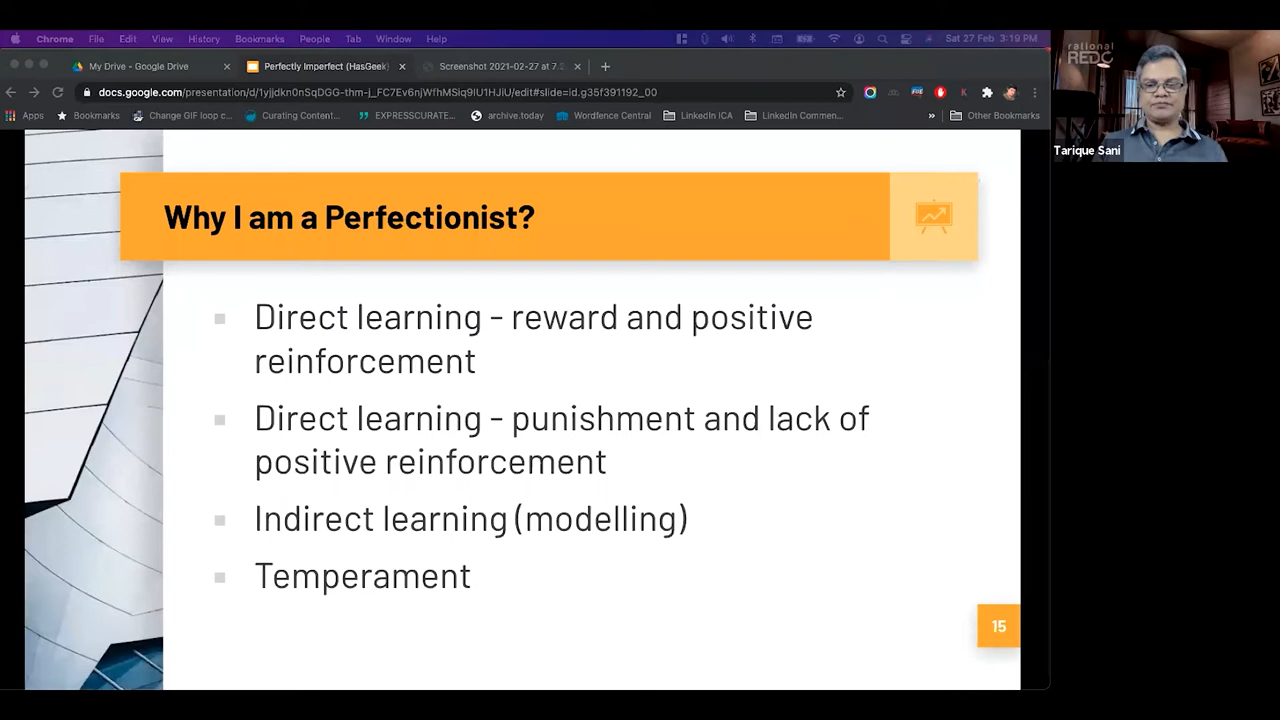 Chrome File Edit View History Bookmarks People Tab Window Help Sat 27 Feb 3:19 PM
My Drive - Google Drive Perfectly Imperfect (HasGeek) Screenshot 2021-02-27 at 7.2
docs.google.com/presentation/d/1yjjdkn0nSqDGG-thm-j_FC7Ev6njWfhMSiq9lU1HJiU/edit#slide=id.g35f391192_00
Apps Bookmarks Change GIF loop c... Curating Content... EXPRESSCURATE... archive.today Wordfence Central LinkedIn ICA LinkedIn Commen... » Other Bookmarks
rational
REDC
Tarique Sani
Why I am a Perfectionist?
Direct learning - reward and positive
reinforcement
Direct learning - punishment and lack of
positive reinforcement
Indirect learning (modelling)
Temperament
15